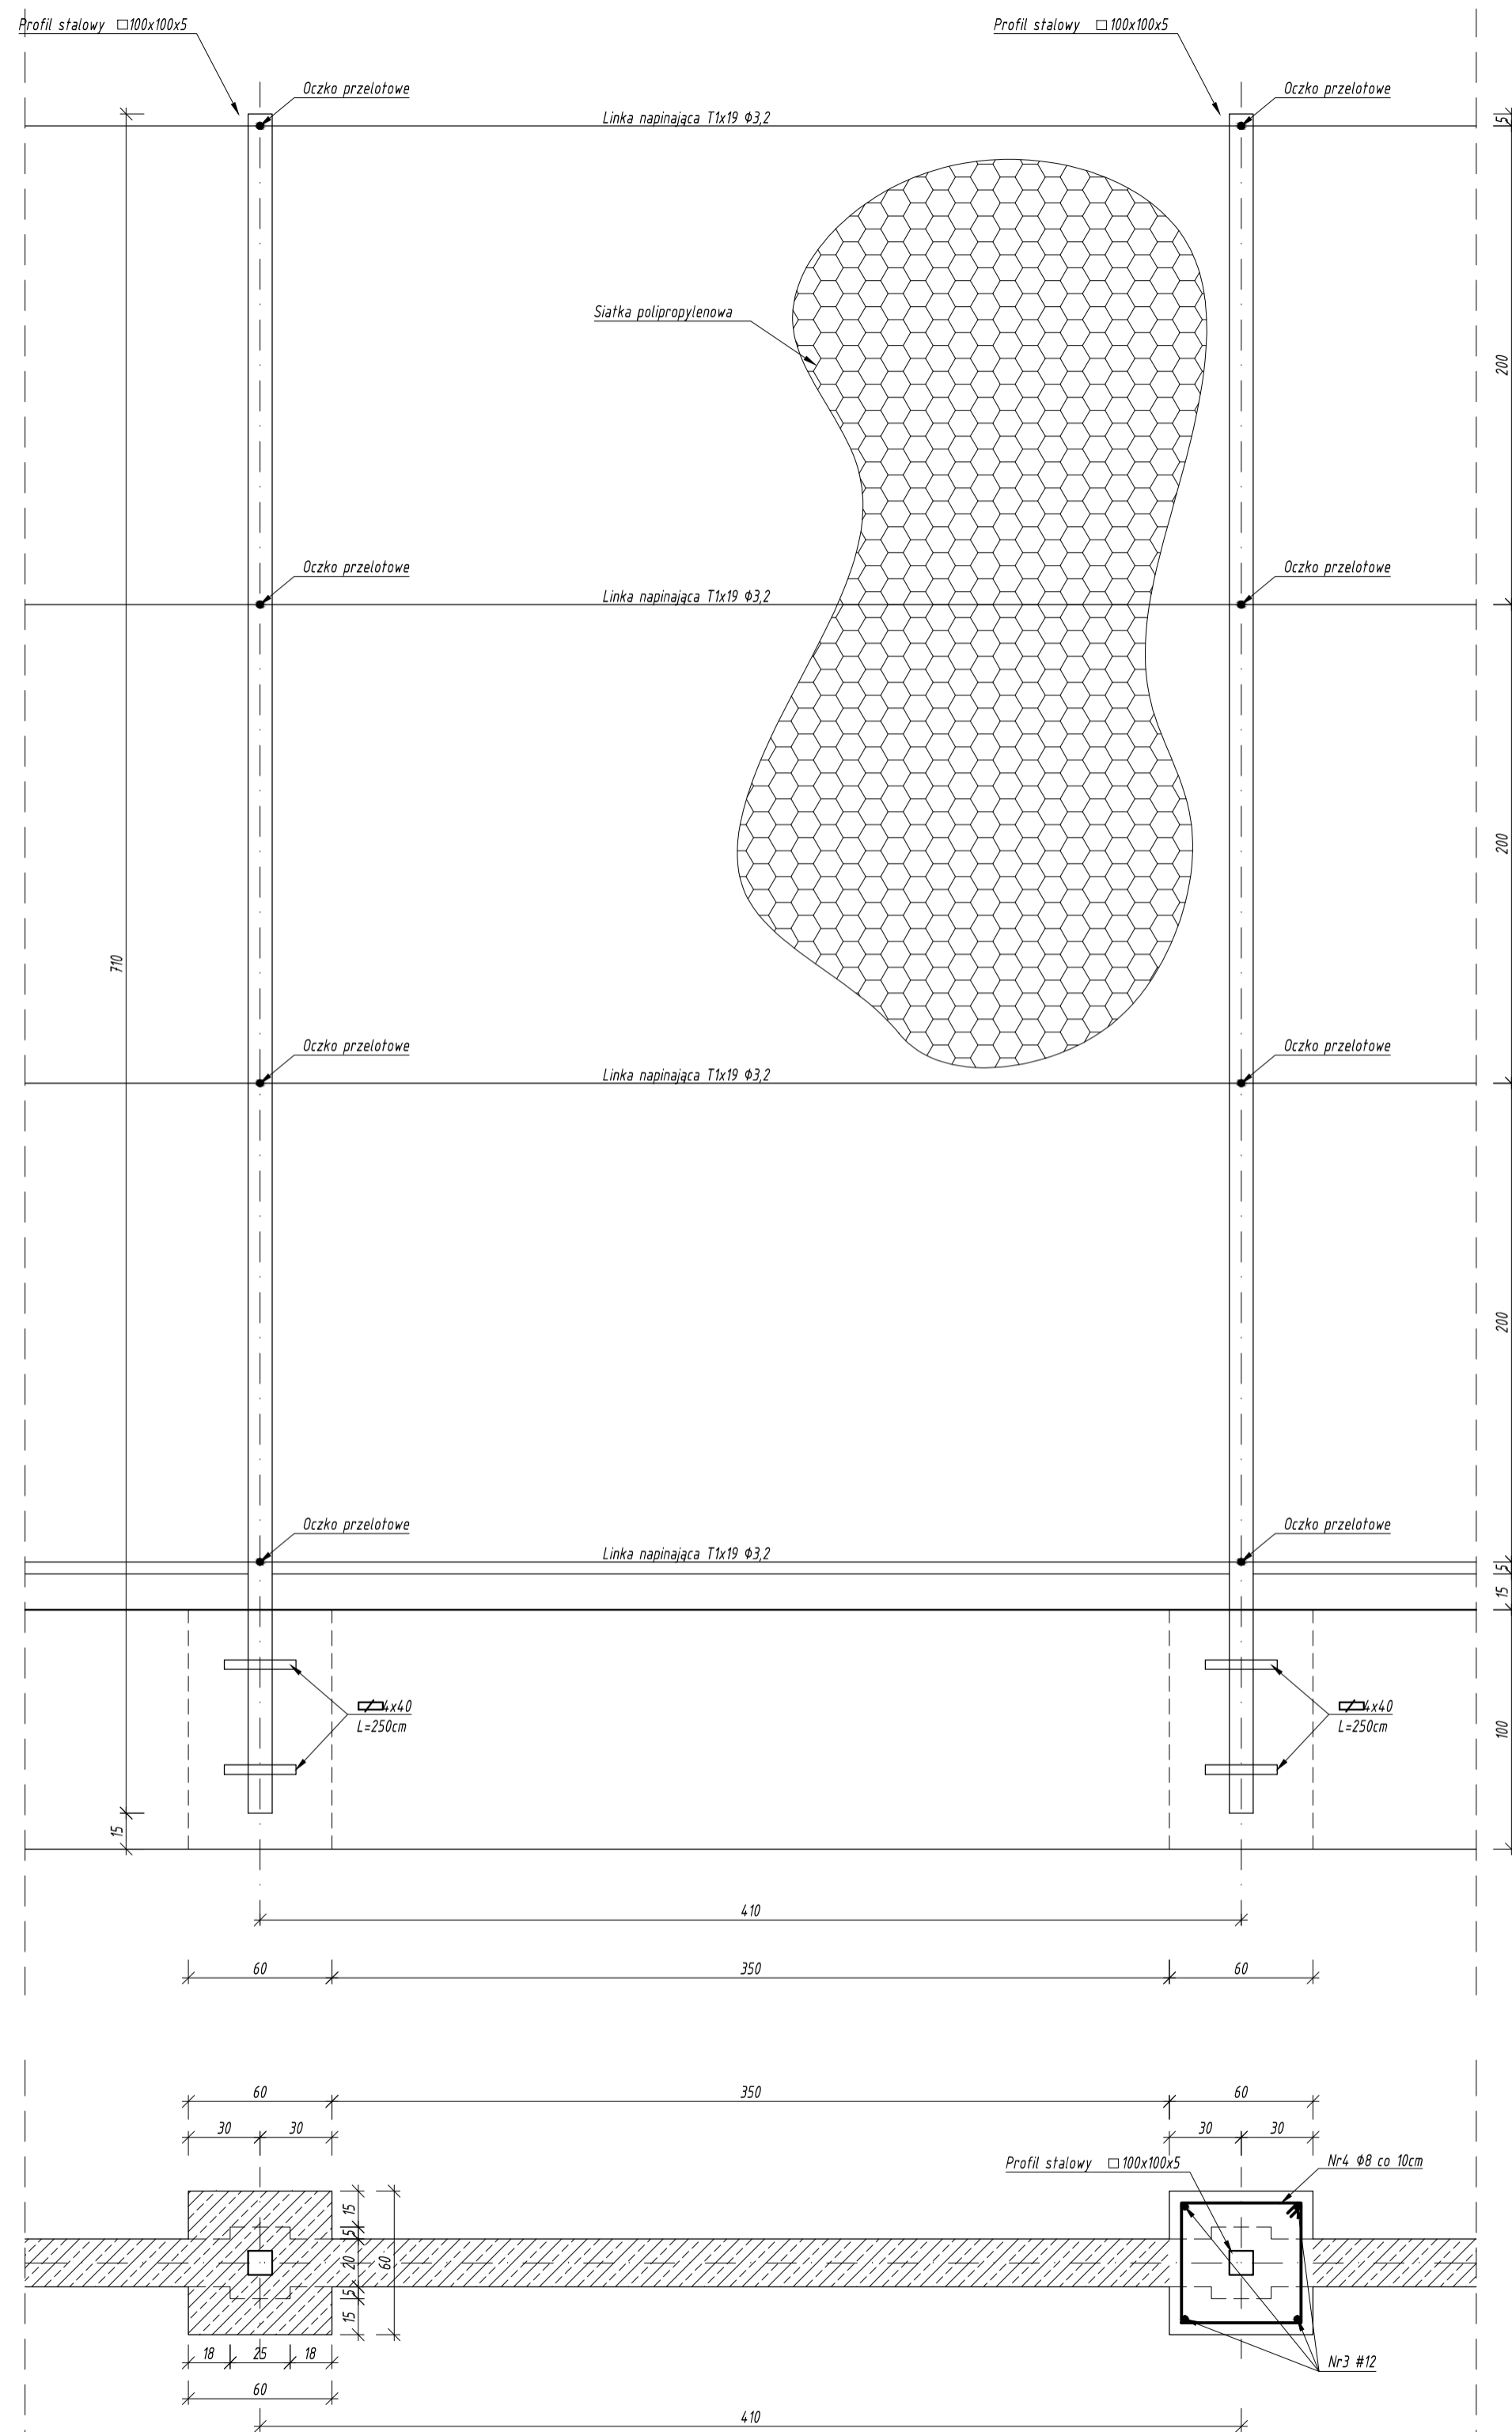 Profil stalowy □100x100x5
Profil stalowy □100x100x5
Oczko przelotowe
Oczko przelotowe
Linka napinająca T1x19 Φ3,2
5
Siatka polipropylenowa
200
Oczko przelotowe
Oczko przelotowe
Linka napinająca T1x19 Φ3,2
200
710
Oczko przelotowe
Oczko przelotowe
Linka napinająca T1x19 Φ3,2
200
Oczko przelotowe
Oczko przelotowe
Linka napinająca T1x19 Φ3,2
5
15
4x40
L=250cm
4x40
L=250cm
100
15
410
60
350
60
60
350
60
30
30
30
30
Profil stalowy □100x100x5
Nr4 Φ8 co 10cm
15
5
20
5
15
60
18
25
18
Nr3 #12
60
410